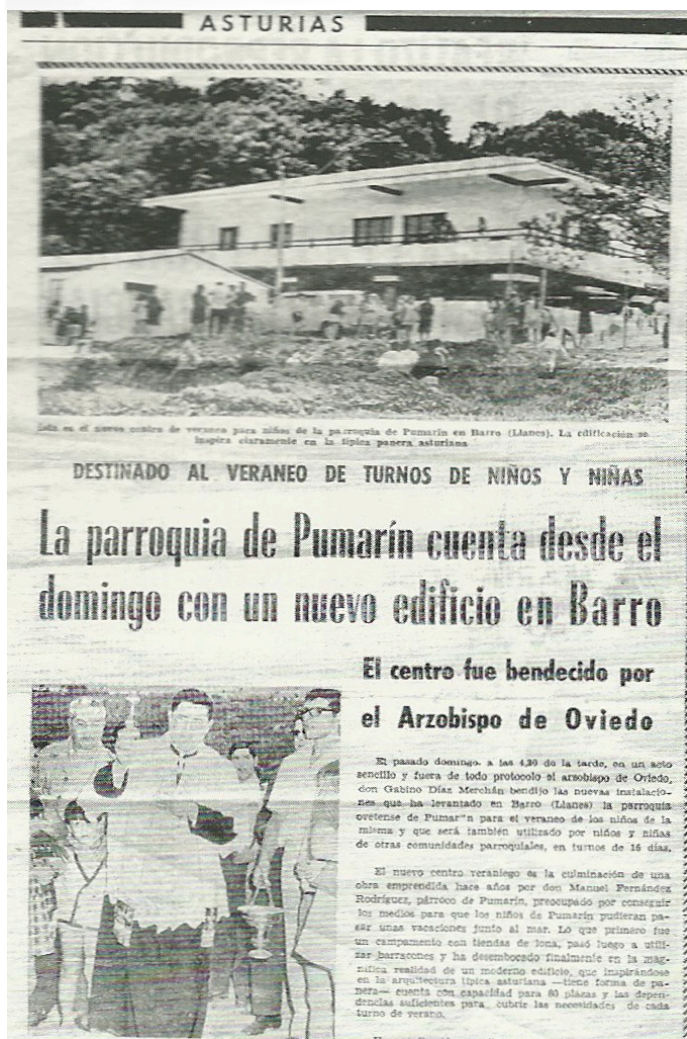 ASTURIAS
Este es el nuevo centro de veraneo para niños de la parroquia de Pumarín en Barro (Llanes). La edificación se
inspira claramente en la típica panera asturiana
DESTINADO AL VERANEO DE TURNOS DE NIÑOS Y NIÑAS
La parroquia de Pumarín cuenta desde el
domingo con un nuevo edificio en Barro
El centro fue bendecido por
el Arzobispo de Oviedo
El pasado domingo, a las 4,30 de la tarde, en un acto
sencillo y fuera de todo protocolo el arzobispo de Oviedo,
don Gabino Díaz Merchán bendijo las nuevas instalacio-
nes que ha levantado en Barro (Llanes) la parroquia
ovetense de Pumar"n para el veraneo de los niños de la
misma y que será también utilizado por niños y niñas
de otras comunidades parroquiales, en turnos de 16 días.
El nuevo centro veraniego es la culminación de una
obra emprendida hace años por don Manuel Fernández
Rodríguez, párroco de Pumarín, preocupado por conseguir
los medios para que los niños de Pumarín pudieran pa-
sar unas vacaciones junto al mar. Lo que primero fue
un campamento con tiendas de lona, pasó luego a utili-
zar barracones y ha desembocado finalmente en la mag-
nífica realidad de un moderno edificio, que inspirándose
en la arquitectura típica asturiana —tiene forma de pa-
nera— cuenta con capacidad para 80 plazas y las depen-
dencias suficientes para cubrir las necesidades de cada
turno de verano.